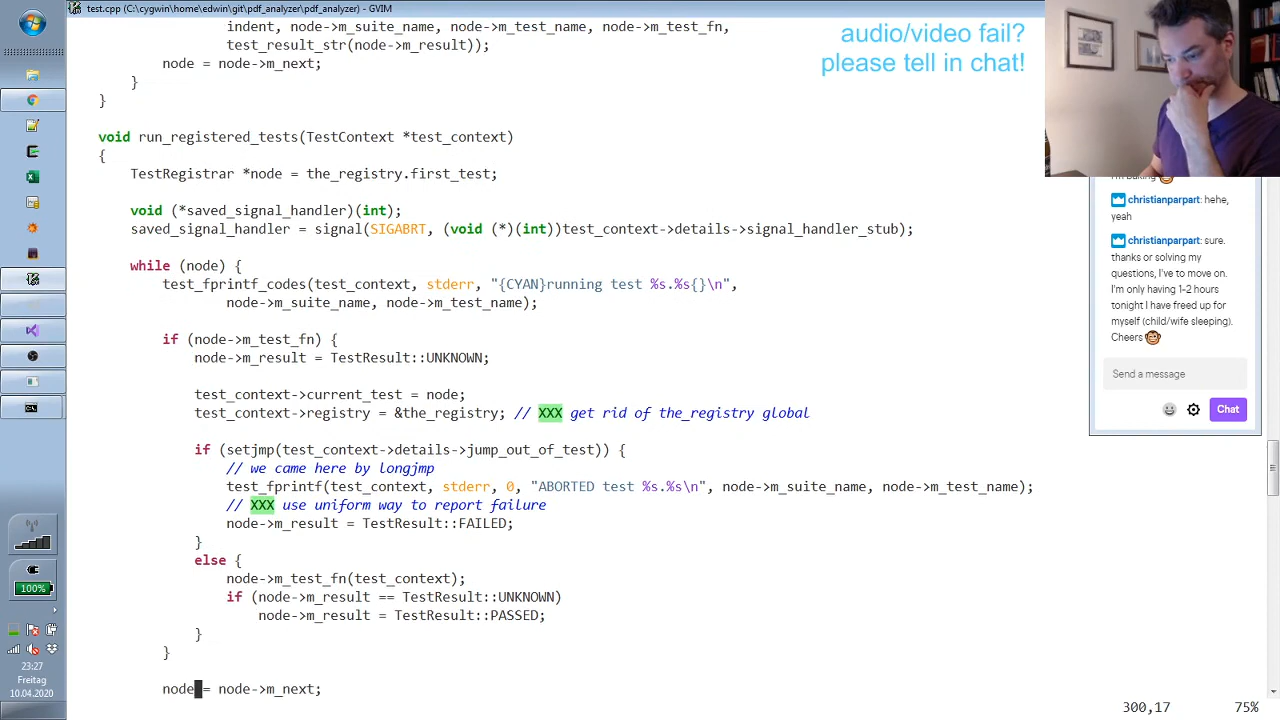 test.cpp (C:\cygwin\home\edwin\git\pdf_analyzer\pdf_analyzer) - GVIM
indent, node->m_suite_name, node->m_test_name, node->m_test_fn,
test_result_str(node->m_result));
node = node->m_next;
}
}
void run_registered_tests(TestContext *test_context)
{
TestRegistrar *node = the_registry.first_test;
void (*saved_signal_handler)(int);
saved_signal_handler = signal(SIGABRT, (void (*)(int))test_context->details->signal_handler_stub);
while (node) {
test_fprintf_codes(test_context, stderr, "{CYAN}running test %s.%s{}\n",
node->m_suite_name, node->m_test_name);
if (node->m_test_fn) {
node->m_result = TestResult::UNKNOWN;
test_context->current_test = node;
test_context->registry = &the_registry; // XXX get rid of the_registry global
if (setjmp(test_context->details->jump_out_of_test)) {
// we came here by longjmp
test_fprintf(test_context, stderr, 0, "ABORTED test %s.%s\n", node->m_suite_name, node->m_test_name);
// XXX use uniform way to report failure
node->m_result = TestResult::FAILED;
}
else {
node->m_test_fn(test_context);
if (node->m_result == TestResult::UNKNOWN)
node->m_result = TestResult::PASSED;
}
}
node = node->m_next;
300,17 75%
audio/video fail?
please tell in chat!
I'm baking
christianparpart: hehe,
yeah
christianparpart: sure.
thanks or solving my
questions, I've to move on.
I'm only having 1-2 hours
tonight I have freed up for
myself (child/wife sleeping).
Cheers
Send a message
Chat
100%
23:27
Freitag
10.04.2020